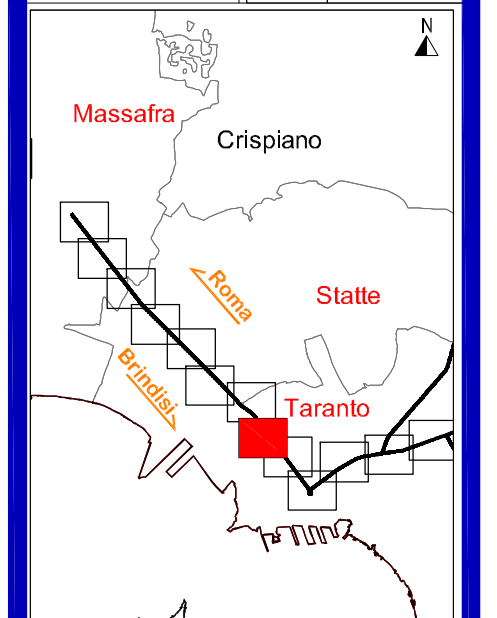 N
Massafra
Crispiano
Roma
Statte
Brindisi
Taranto